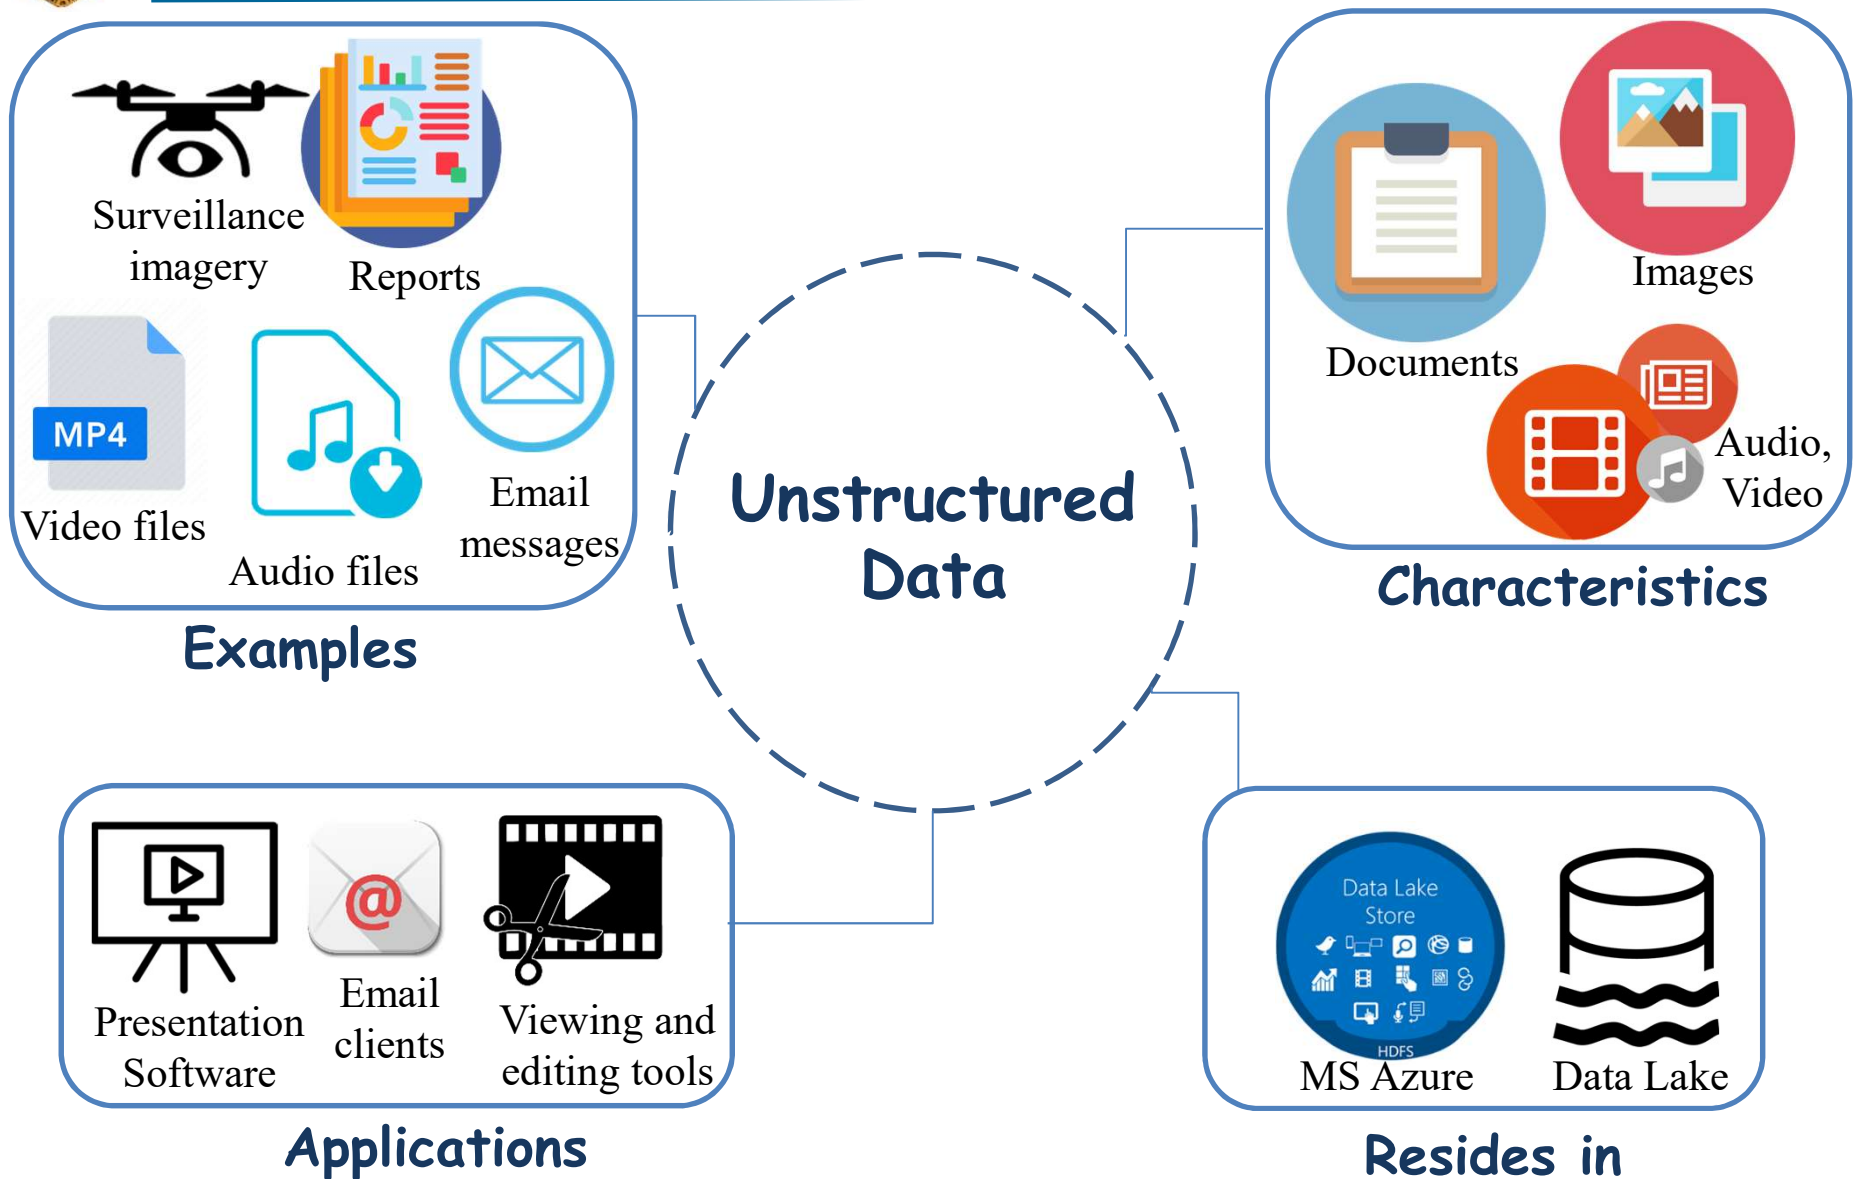 Surveillance
imagery
Reports
MP4
Video files
Audio files
Email
messages
Examples
Unstructured
Data
Documents
Images
Audio,
Video
Characteristics
@
Presentation
Software
Email
clients
Viewing and
editing tools
Applications
Data Lake
Store
HDFS
MS Azure
Data Lake
Resides in